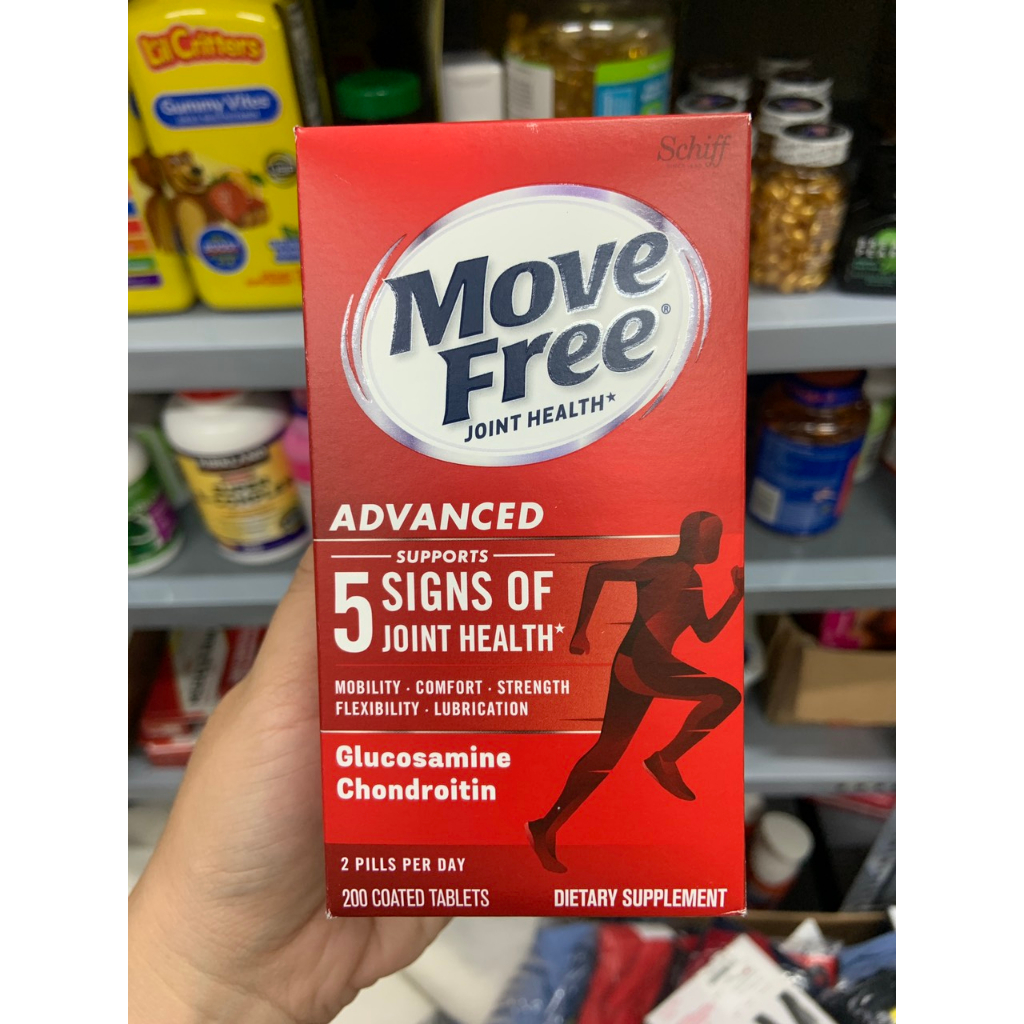 Lil Critters
Gummy Vites
Schiff
Move
Free®
JOINT HEALTH★
ADVANCED
SUPPORTS
5 SIGNS OF
JOINT HEALTH★
MOBILITY · COMFORT · STRENGTH
FLEXIBILITY · LUBRICATION
Glucosamine
Chondroitin
2 PILLS PER DAY
200 COATED TABLETS
DIETARY SUPPLEMENT